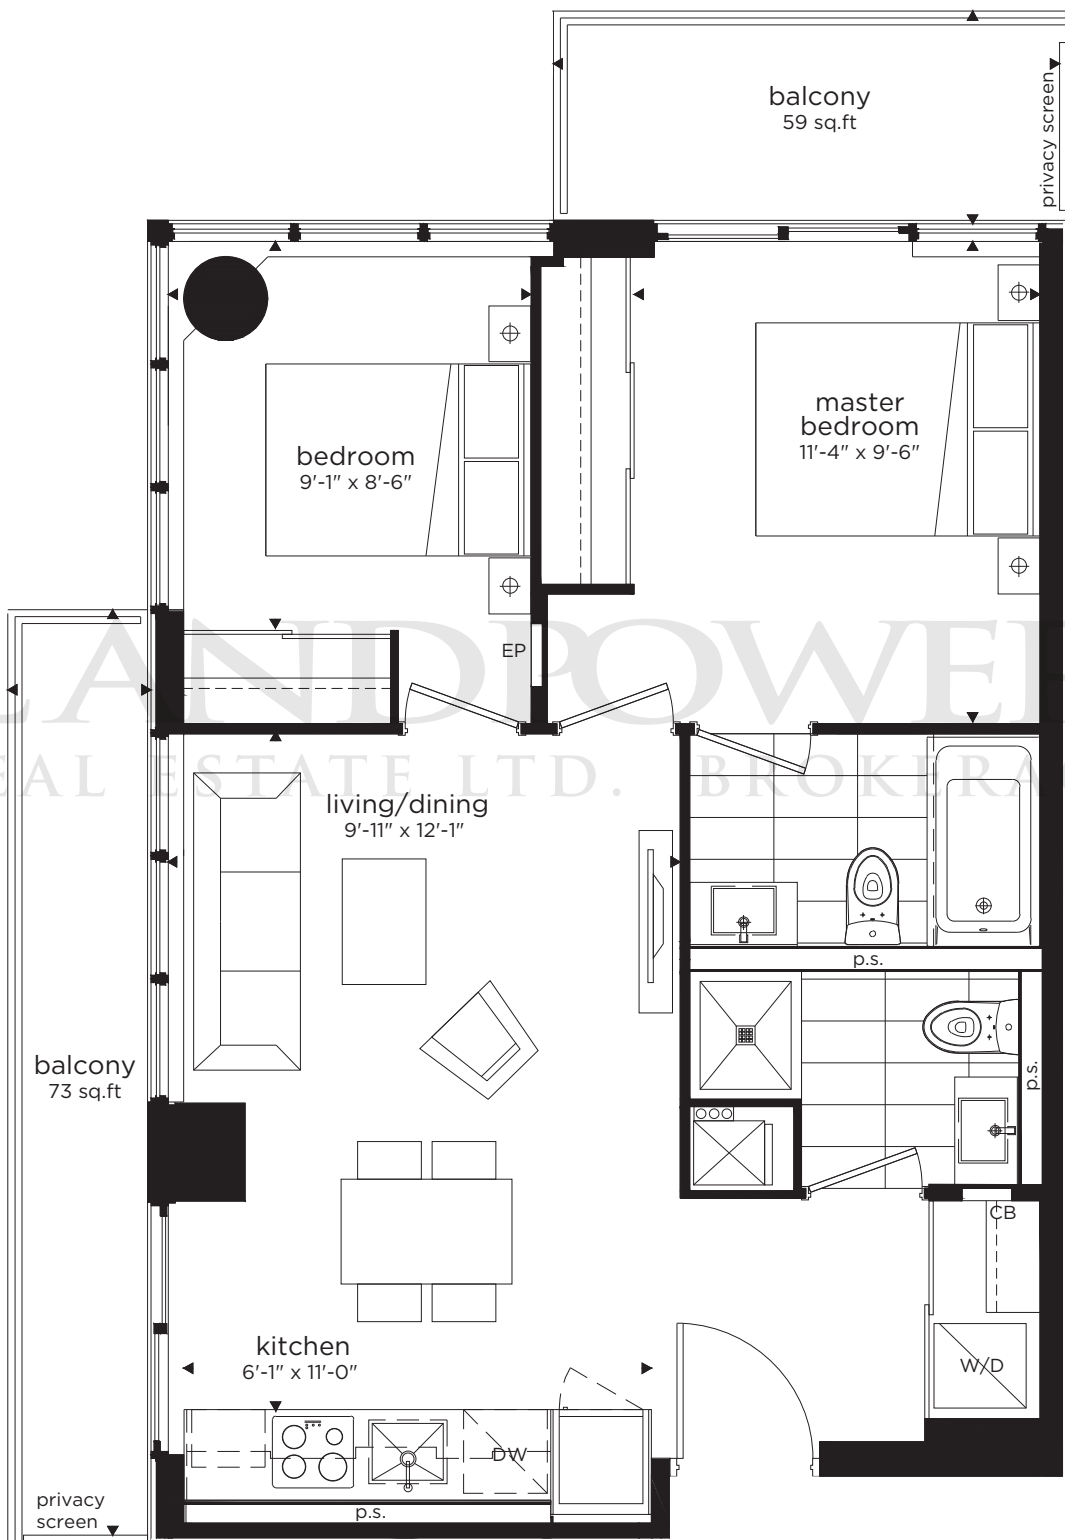 balcony
59 sq.ft
privacy screen
master
bedroom
11'-4" x 9'-6"
bedroom
9'-1" x 8'-6"
EP
LANDPOWER
REAL ESTATE LTD. BROKERAGE
living/dining
9'-11" x 12'-1"
p.s.
balcony
73 sq.ft
p.s.
CB
kitchen
6'-1" x 11'-0"
W/D
DW
privacy
screen
p.s.